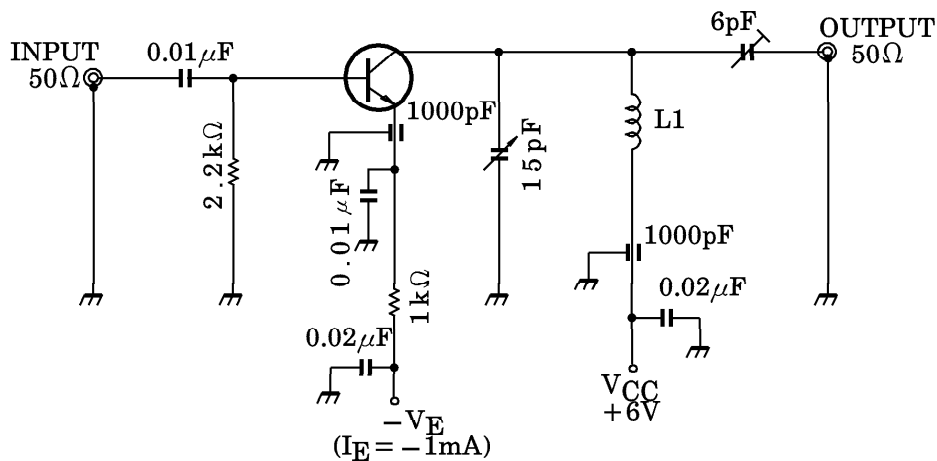 INPUT
50Ω
0.01μF
2.2kΩ
1000pF
0.01μF
1kΩ
0.02μF
−VE
(IE=−1mA)
15pF
L1
6pF
OUTPUT
50Ω
1000pF
0.02μF
VCC
+6V